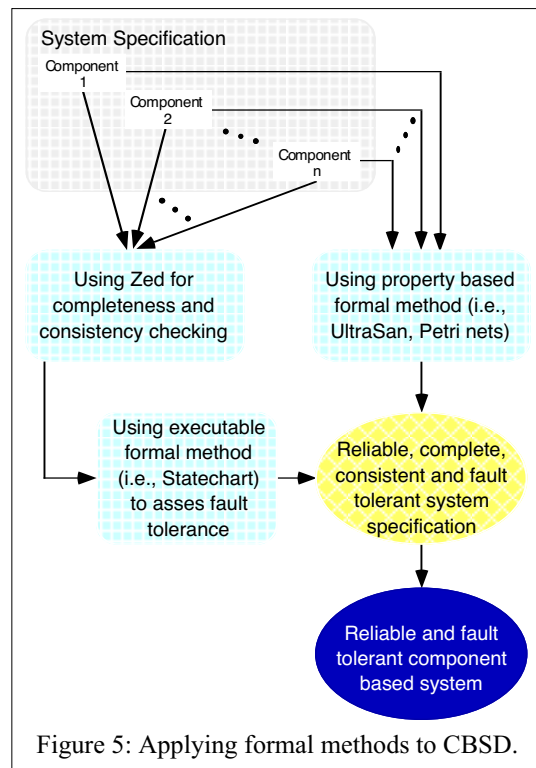 System Specification
Component
1
Component
2
Component
n
Using Zed for
completeness and
consistency checking
Using property based
formal method (i.e.,
UltraSan, Petri nets)
Using executable
formal method
(i.e., Statechart)
to asses fault
tolerance
Reliable, complete,
consistent and fault
tolerant system
specification
Reliable and fault
tolerant component
based system
Figure 5: Applying formal methods to CBSD.